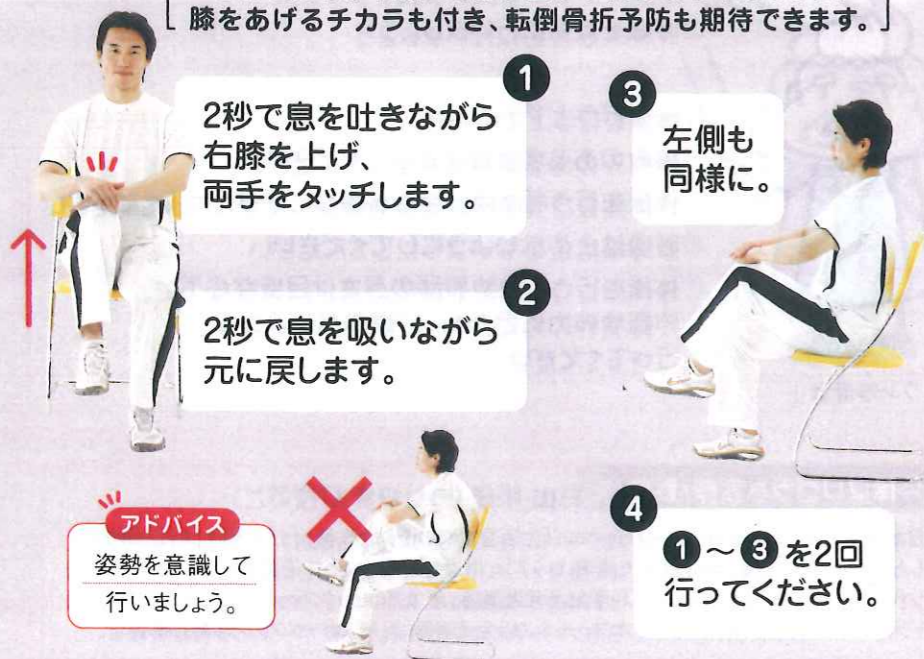 膝をあげるチカラも付き、転倒骨折予防も期待できます。
1
2秒で息を吐きながら
右膝を上げ、
両手をタッチします。
2
2秒で息を吸いながら
元に戻します。
3
左側も
同様に。
アドバイス
姿勢を意識して
行いましょう。
4
1～3を2回
行ってください。